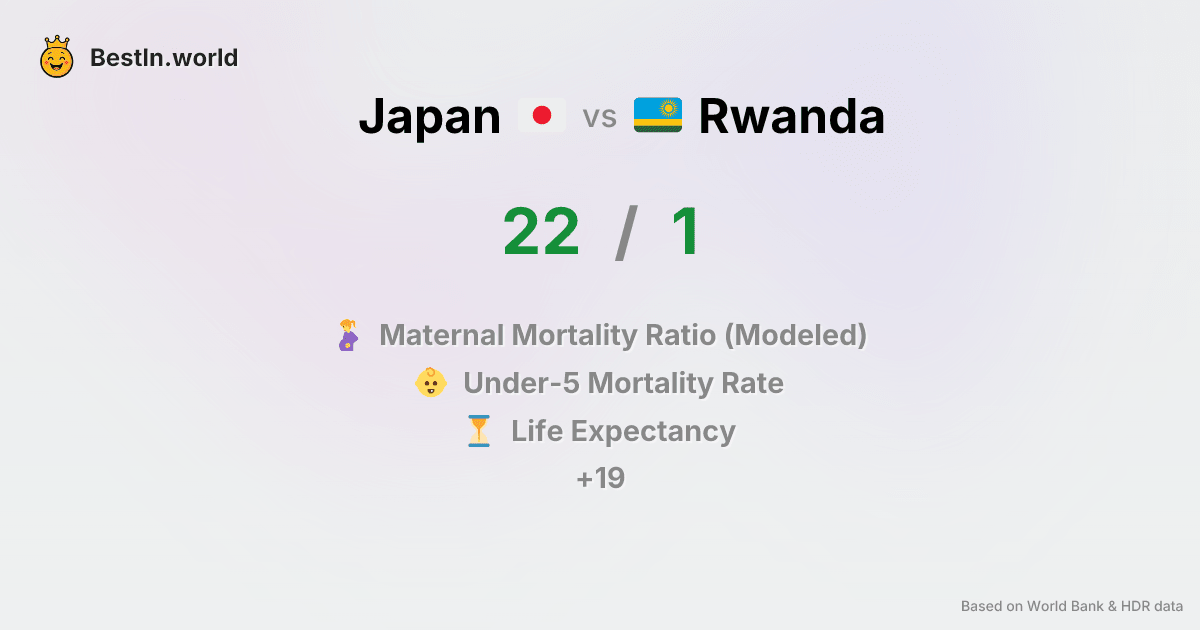 BestIn.world
Japan vs Rwanda
22 / 1
Maternal Mortality Ratio (Modeled)
Under-5 Mortality Rate
Life Expectancy
+19
Based on World Bank & HDR data